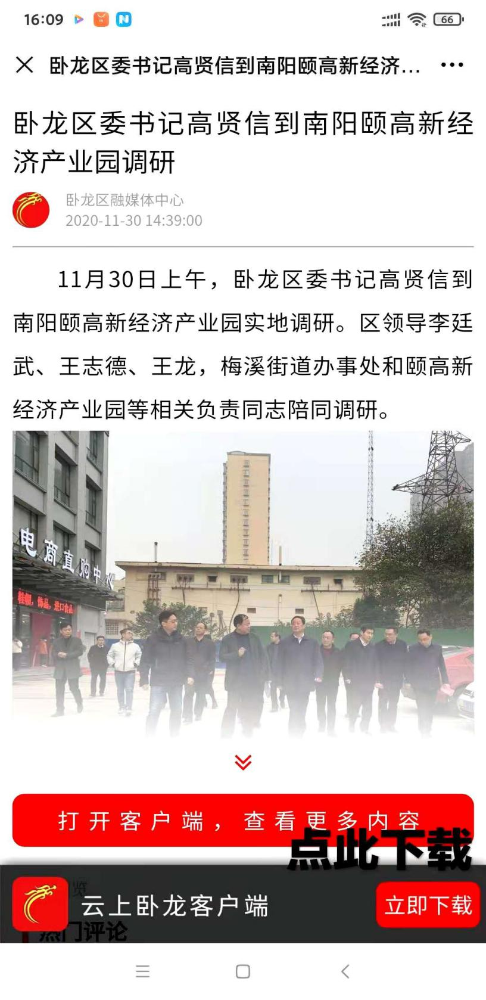 16:09
66
卧龙区委书记高贤信到南阳颐高新经济...
卧龙区委书记高贤信到南阳颐高新经
济产业园调研
卧龙区融媒体中心
2020-11-30 14:39:00
11月30日上午，卧龙区委书记高贤信到
南阳颐高新经济产业园实地调研。区领导李廷
武、王志德、王龙，梅溪街道办事处和颐高新
经济产业园等相关负责同志陪同调研。
电商直购中心
鞋帽，饰品，进口食品
打开客户端，查看更多内容
点此下载
览
云上卧龙客户端
立即下载
热门评论